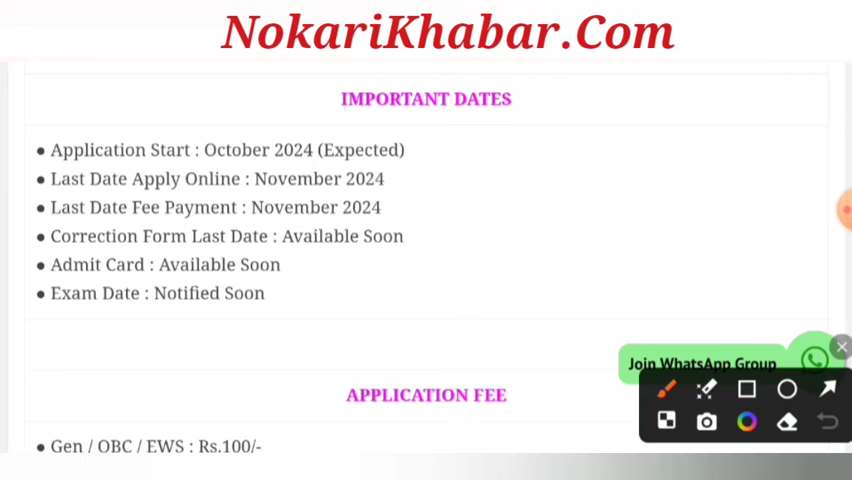 NokariKhabar.Com
IMPORTANT DATES
● Application Start : October 2024 (Expected)
● Last Date Apply Online : November 2024
● Last Date Fee Payment : November 2024
● Correction Form Last Date : Available Soon
● Admit Card : Available Soon
● Exam Date : Notified Soon
Join WhatsApp Group
APPLICATION FEE
● Gen / OBC / EWS : Rs.100/-